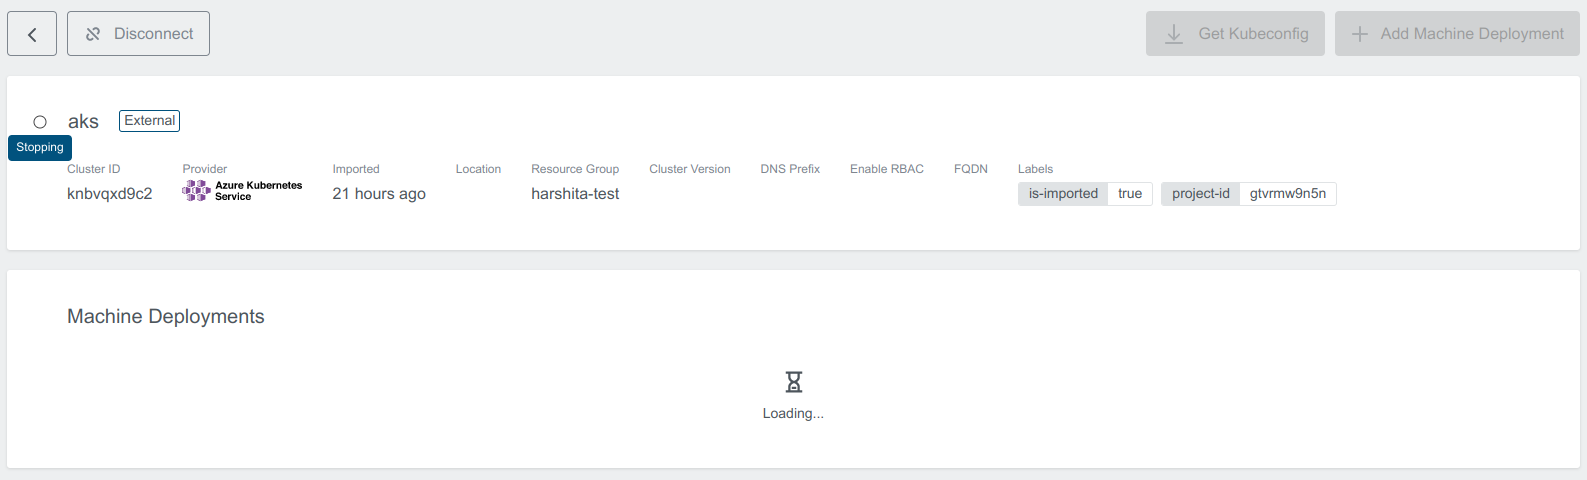 Disconnect
Get Kubeconfig
Add Machine Deployment
aks
External
Stopping
Cluster ID
knbvqxd9c2
Provider
Azure Kubernetes
Service
Imported
21 hours ago
Location
Resource Group
harshita-test
Cluster Version
DNS Prefix
Enable RBAC
FQDN
Labels
is-imported true
project-id gtvrmw9n5n
Machine Deployments
Loading...